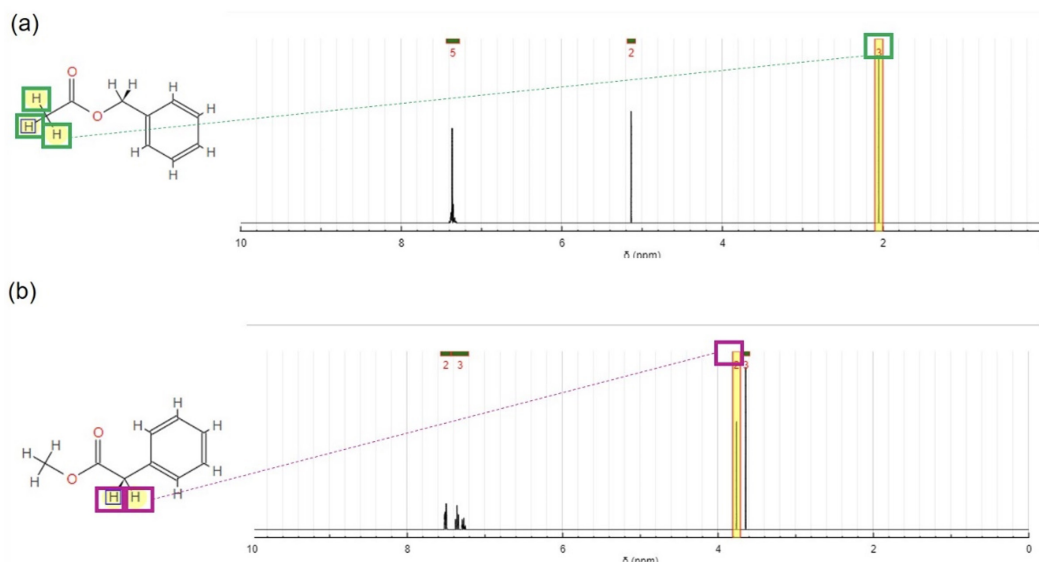 (a)
5 2 3
O
H H
H
H O H
H H
H H
H
10 8 6 4 2
δ (ppm)
(b)
2 3 2 3
H
H H
O
H
H H H
O
H H H
10 8 6 4 2 0
δ (ppm)